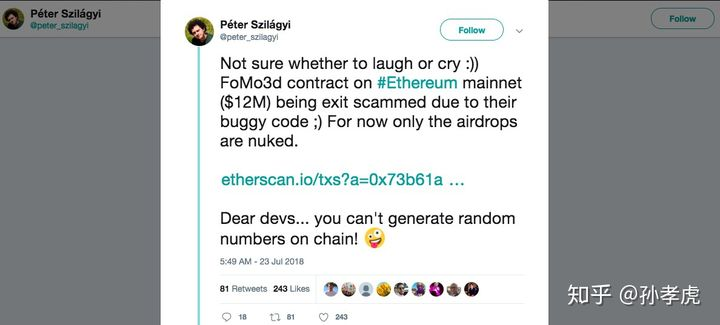 Péter Szilágyi
@peter_szilagyi
Follow
Péter Szilágyi
@peter_szilagyi
Follow
Not sure whether to laugh or cry :))
FoMo3d contract on #Ethereum mainnet
($12M) being exit scammed due to their
buggy code ;) For now only the airdrops
are nuked.
etherscan.io/txs?a=0x73b61a …
Dear devs... you can't generate random
numbers on chain! 🤪
5:49 AM - 23 Jul 2018
81 Retweets 243 Likes
18 81 243
知乎 @孙孝虎